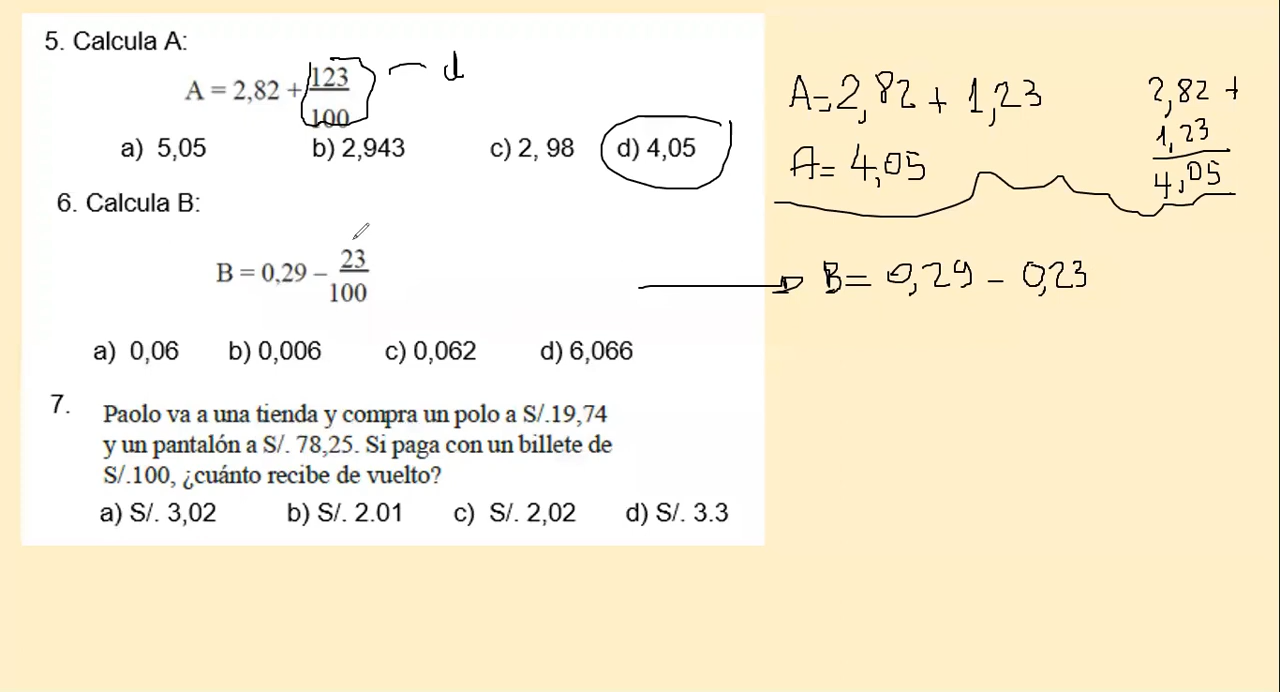 5. Calcula A:
A = 2,82 + 123/100 — d
a) 5,05 b) 2,943 c) 2, 98 d) 4,05
6. Calcula B:
B = 0,29 – 23/100
a) 0,06 b) 0,006 c) 0,062 d) 6,066
7. Paolo va a una tienda y compra un polo a S/.19,74
y un pantalón a S/. 78,25. Si paga con un billete de
S/.100, ¿cuánto recibe de vuelto?
a) S/. 3,02 b) S/. 2.01 c) S/. 2,02 d) S/. 3.3
A=2,82 + 1,23
A= 4,05
2,82 +
1,23
4,05
B= 0,29 - 0,23